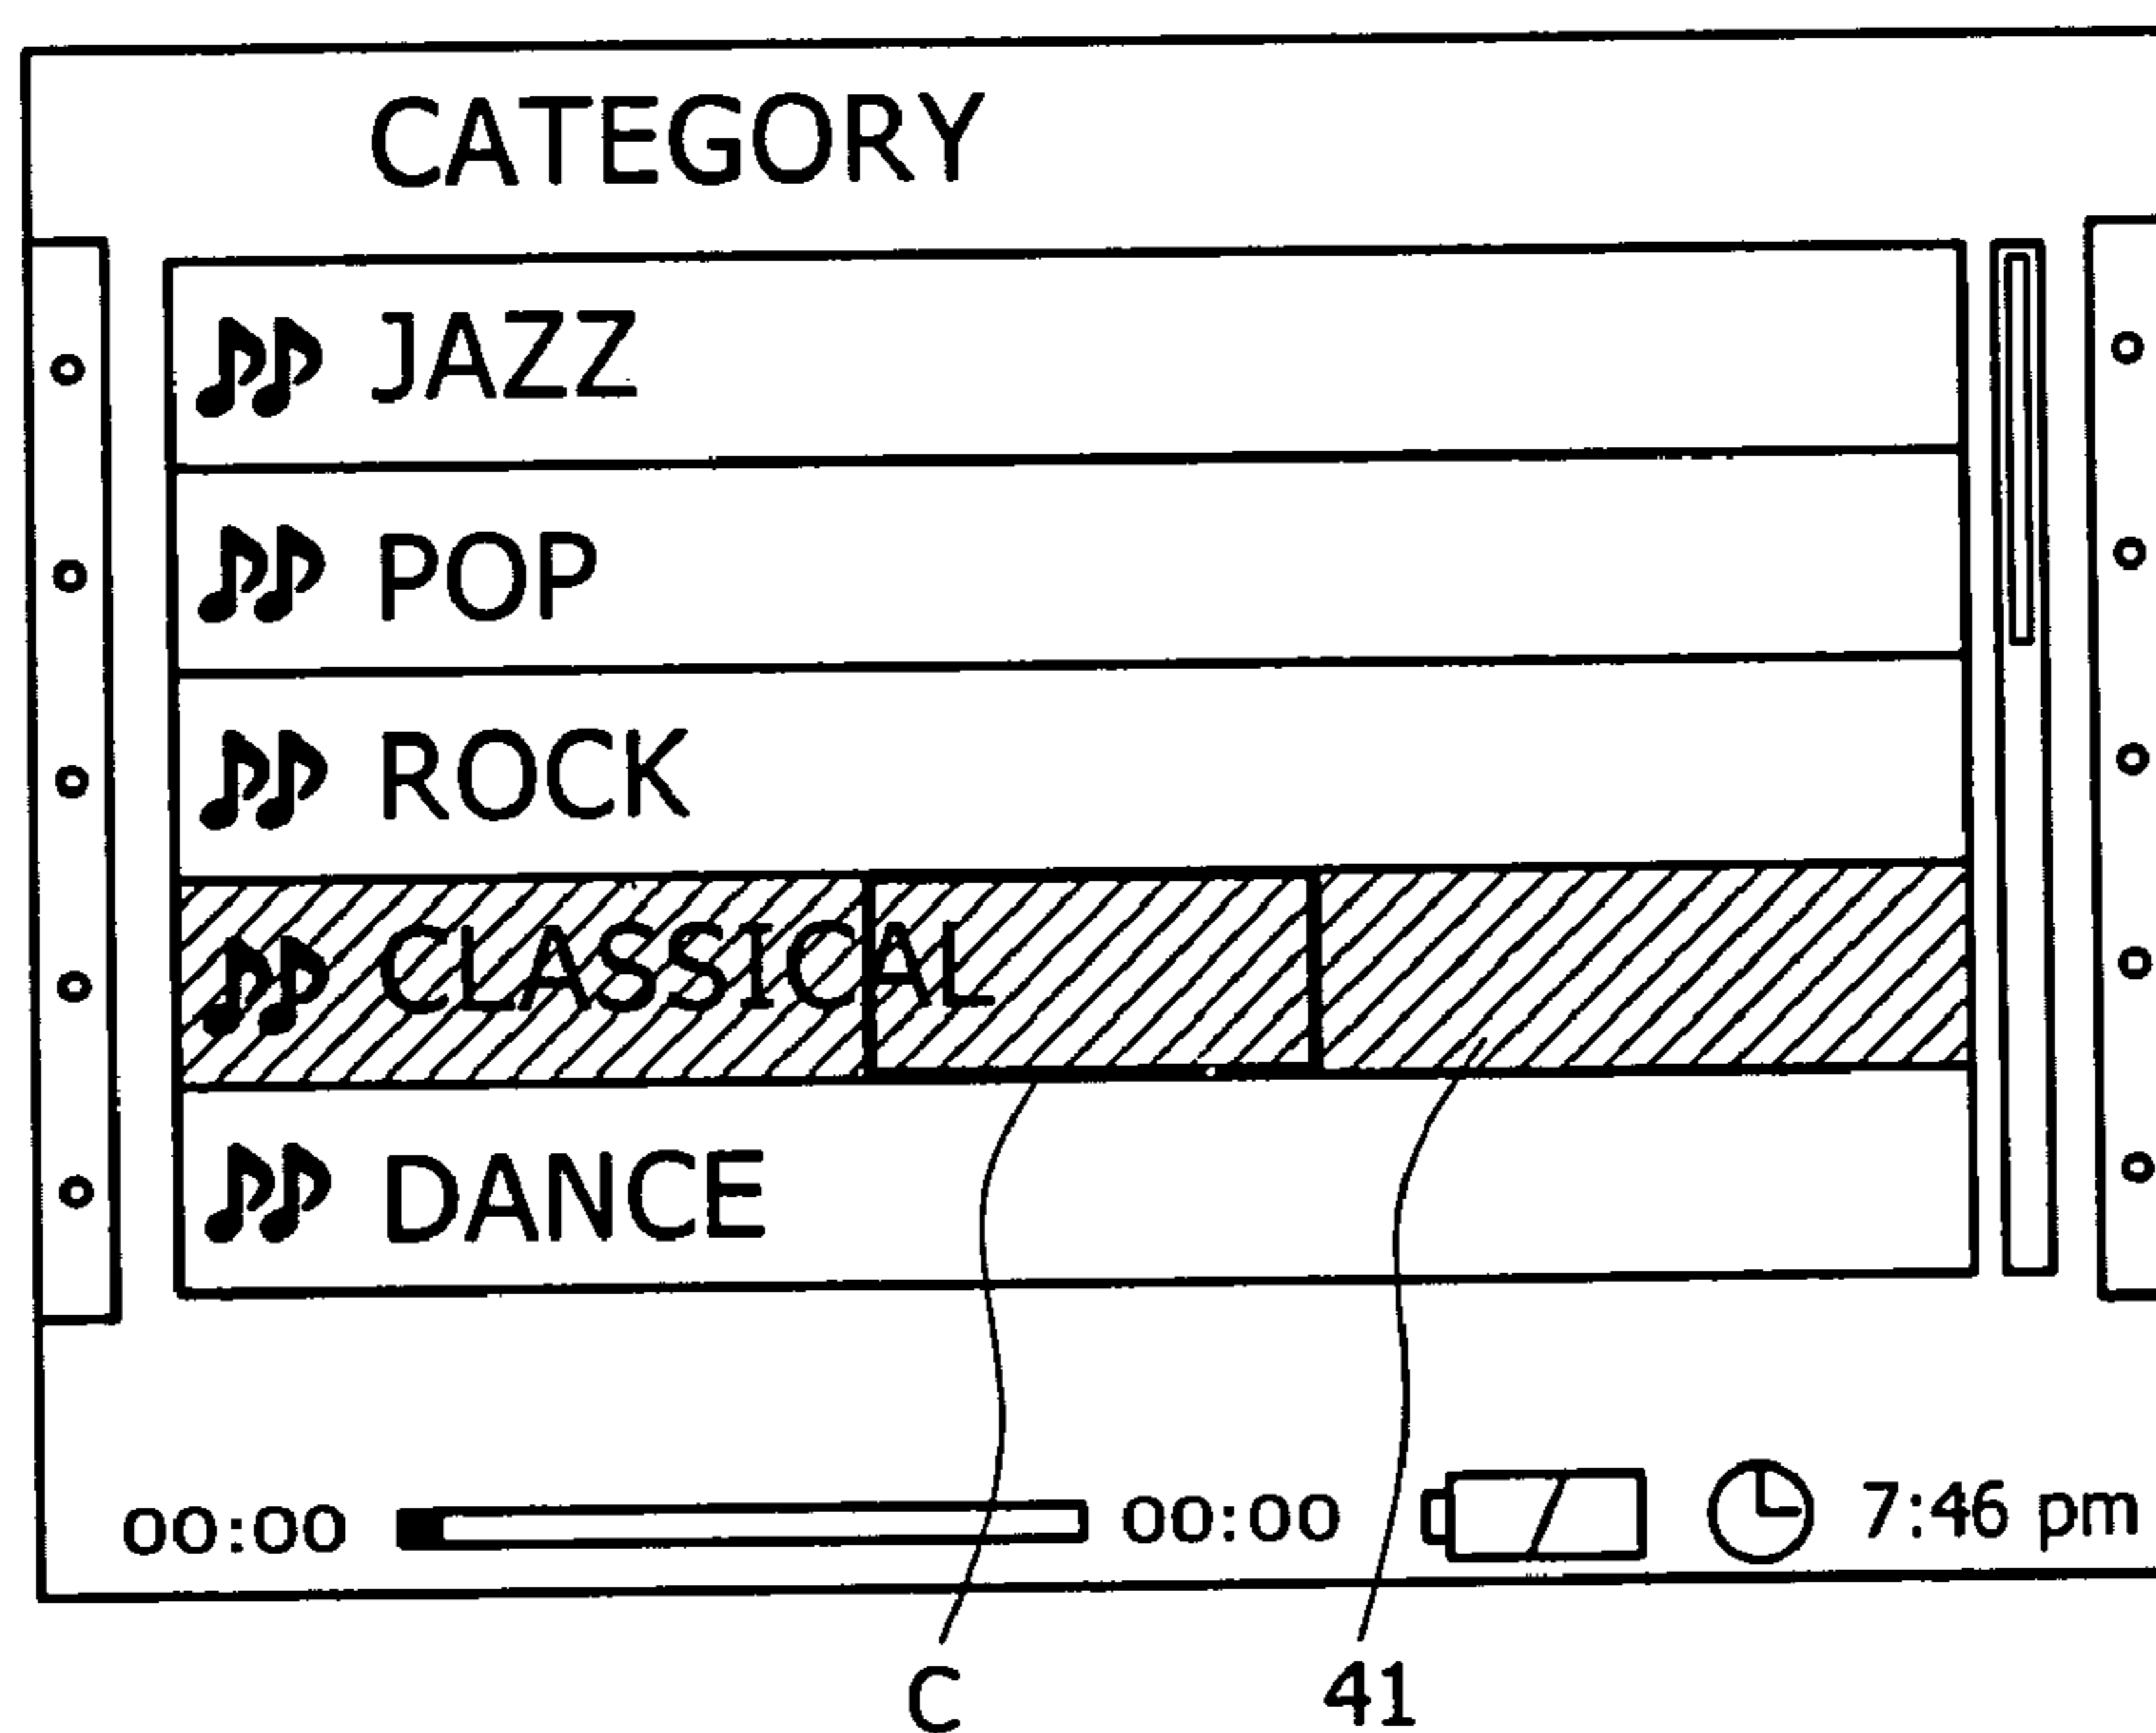 CATEGORY
JAZZ
POP
ROCK
CLASSICAL
DANCE
00:00 00:00 7:46 pm
C 41